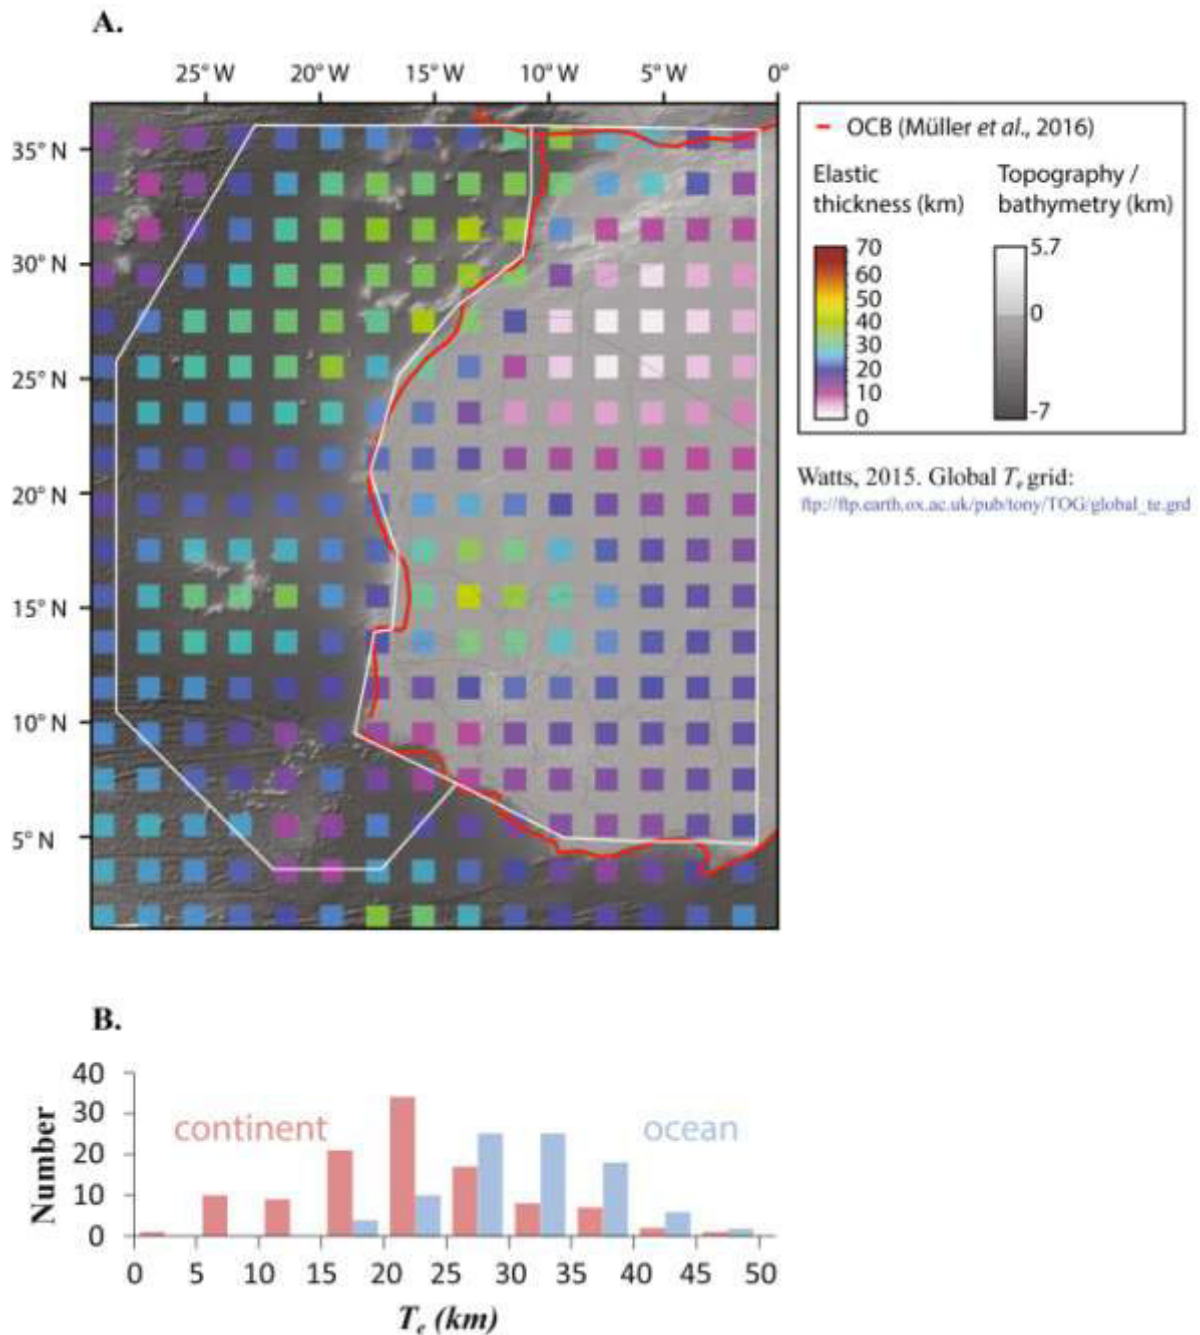 A.
25° W 20° W 15° W 10° W 5° W 0°
35° N
30° N
25° N
20° N
15° N
10° N
5° N
OCB (Müller et al., 2016)
Elastic
thickness (km)
Topography /
bathymetry (km)
70
60
50
40
30
20
10
0
5.7
0
-7
Watts, 2015. Global Te grid:
ftp://ftp.earth.ox.ac.uk/pub/tony/TOG/global_te.grd
B.
Number
40
30
20
10
0
continent
ocean
0 5 10 15 20 25 30 35 40 45 50
Te (km)